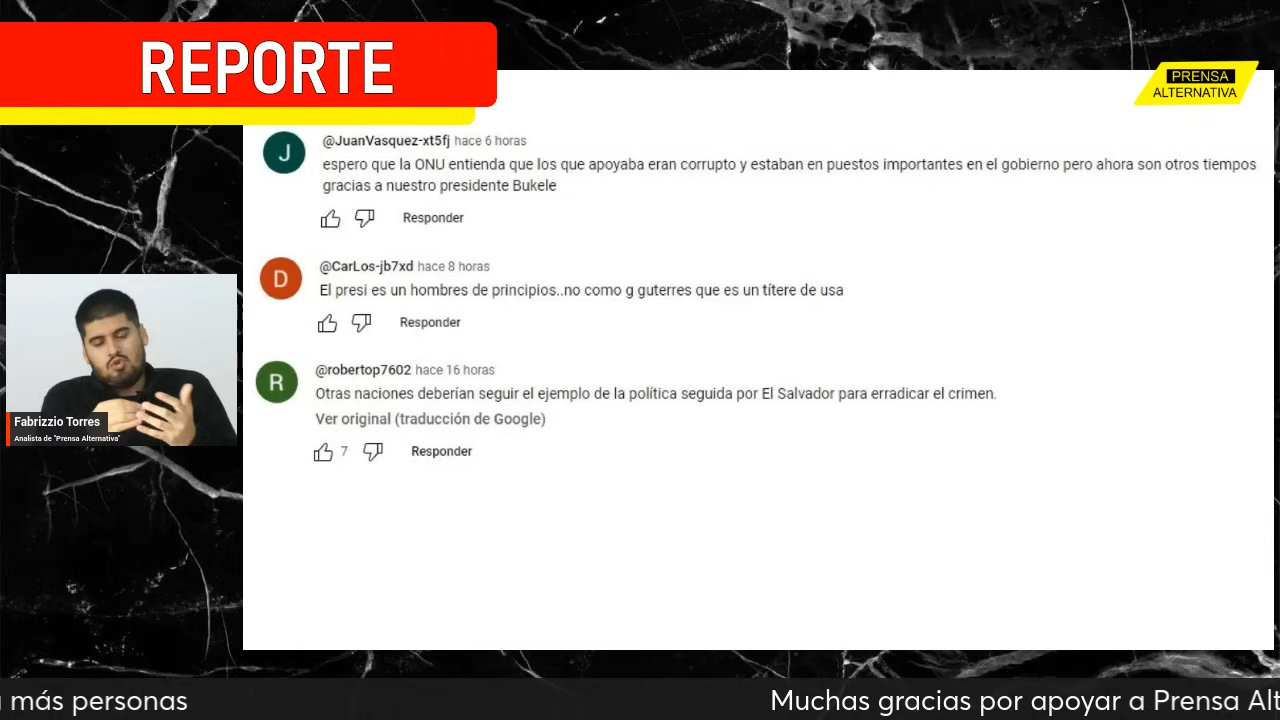 REPORTE
PRENSA
ALTERNATIVA
@JuanVasquez-xt5fj hace 6 horas
J
espero que la ONU entienda que los que apoyaba eran corrupto y estaban en puestos importantes en el gobierno pero ahora son otros tiempos
gracias a nuestro presidente Bukele
Responder
@CarLos-jb7xd hace 8 horas
D
El presi es un hombres de principios..no como g guterres que es un títere de usa
Responder
@robertop7602 hace 16 horas
R
Otras naciones deberían seguir el ejemplo de la política seguida por El Salvador para erradicar el crimen.
Ver original (traducción de Google)
7 Responder
Fabrizzio Torres
Analista de "Prensa Alternativa"
más personas
Muchas gracias por apoyar a Prensa Alt